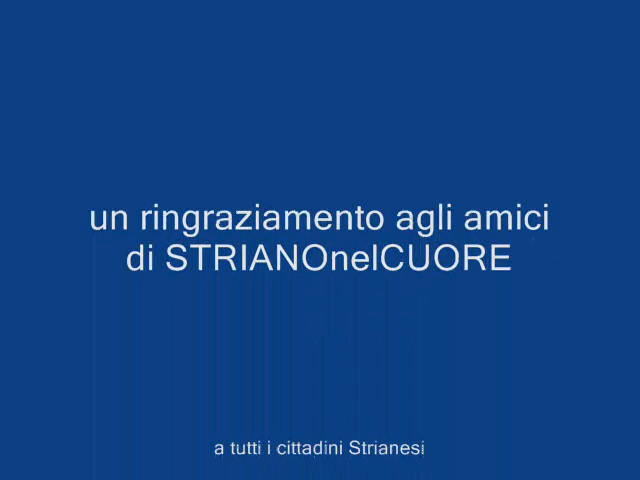 un ringraziamento agli amici
di STRIANOnelCUORE
a tutti i cittadini Strianesi